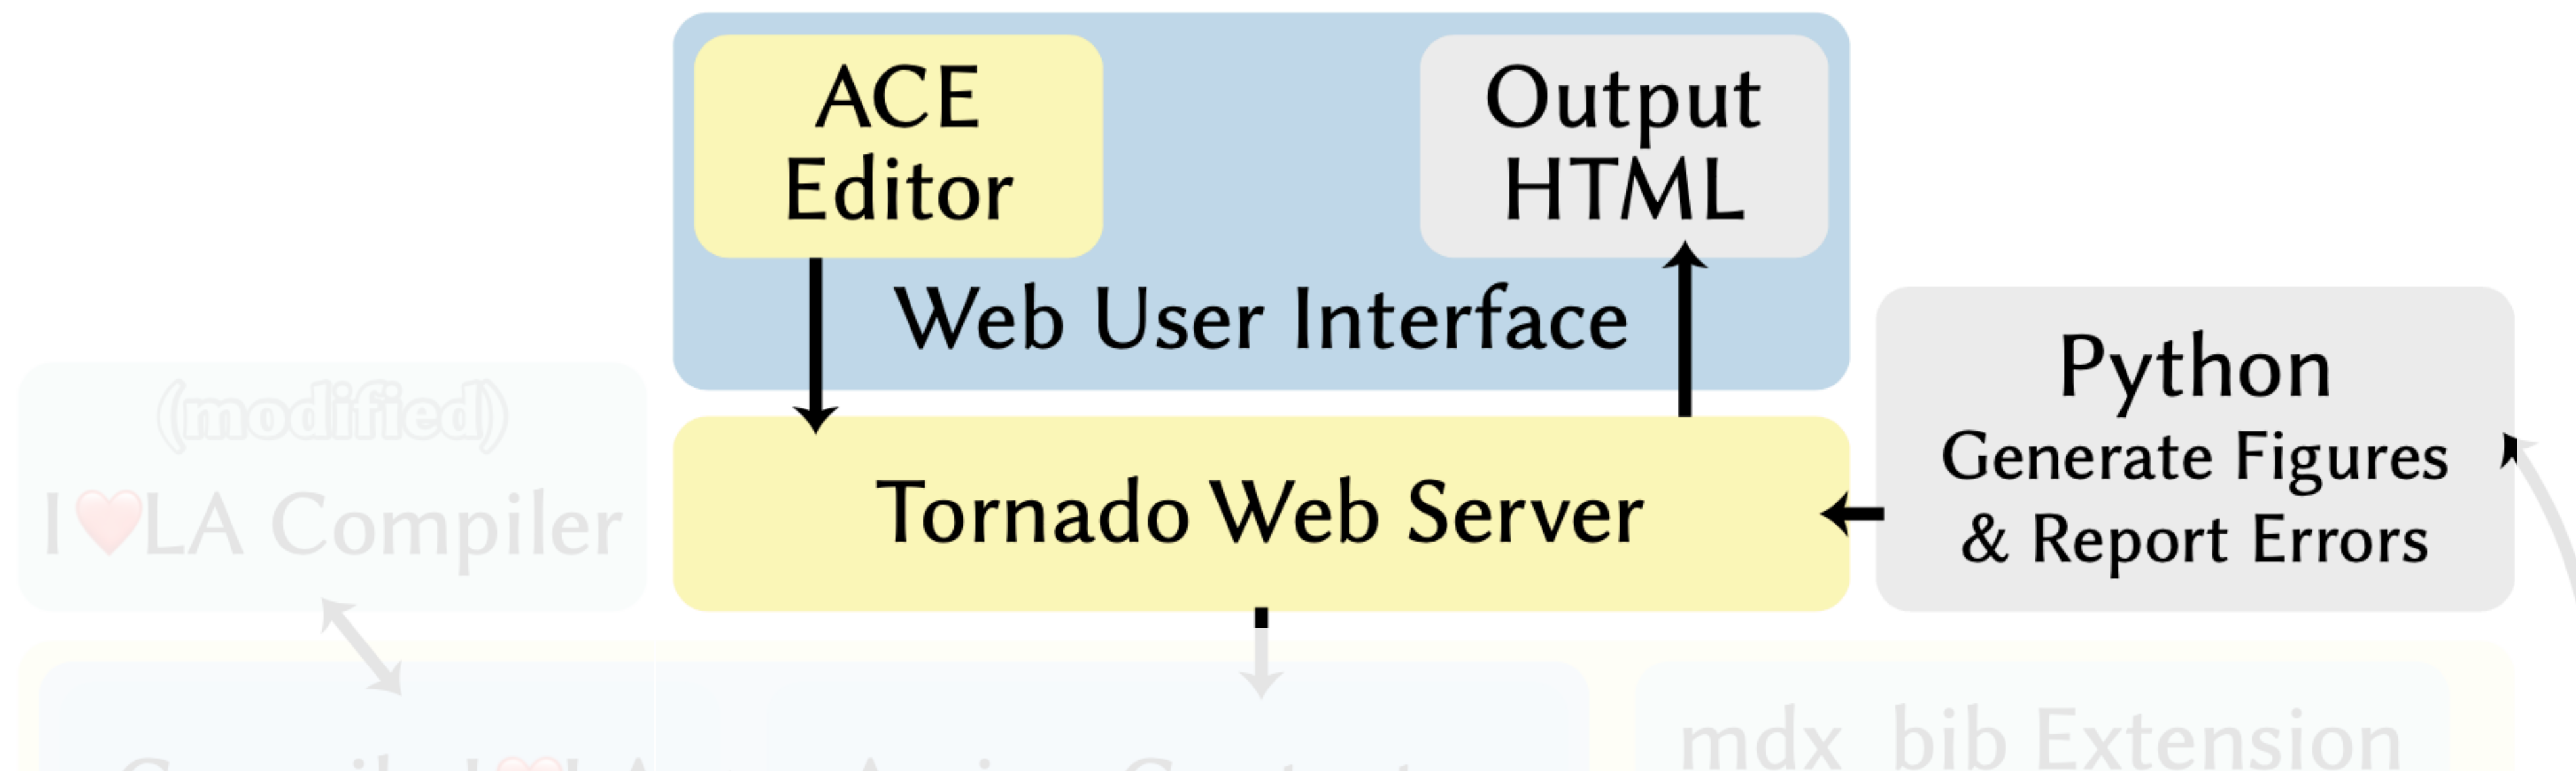 ACE
Editor
Output
HTML
Web User Interface
Python
Generate Figures
& Report Errors
(modified)
I❤️LA Compiler
Tornado Web Server
mdx_bib Extension